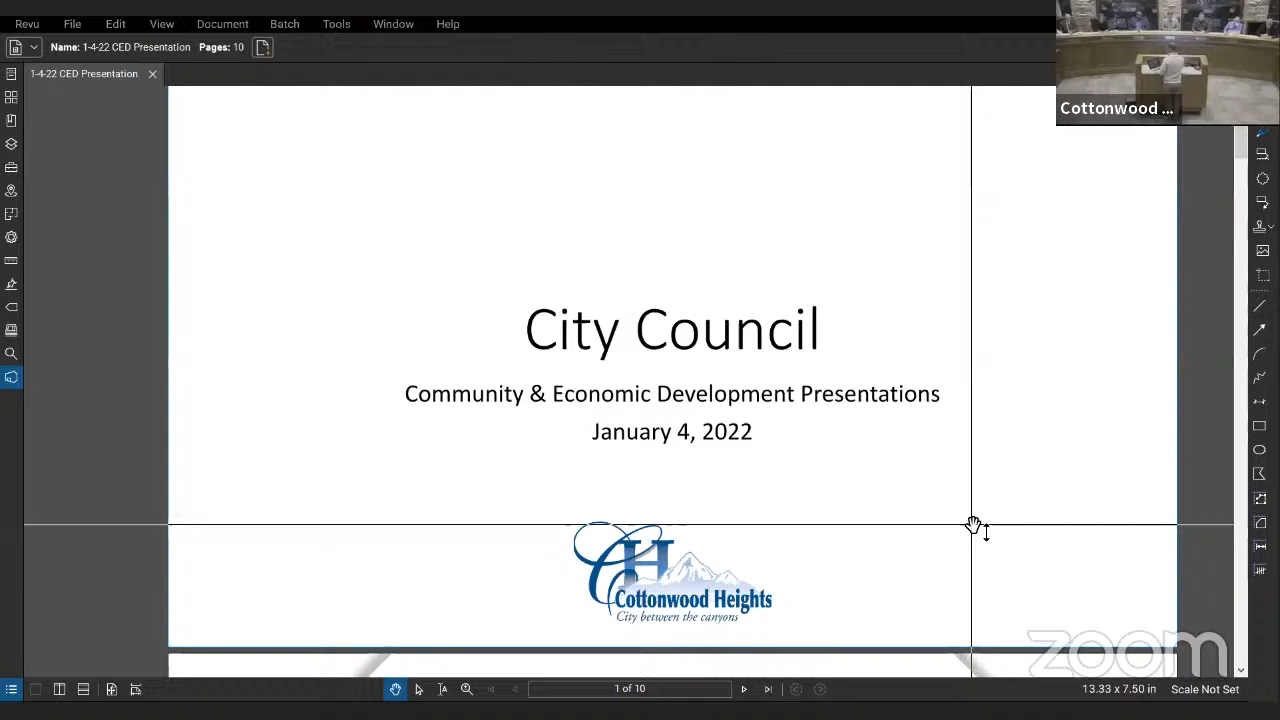 Revu File Edit View Document Batch Tools Window Help
Name: 1-4-22 CED Presentation Pages: 10
1-4-22 CED Presentation
Cottonwood ...
City Council
Community & Economic Development Presentations
January 4, 2022
CH
Cottonwood Heights
City between the canyons
zoom
1 of 10
13.33 x 7.50 in Scale Not Set